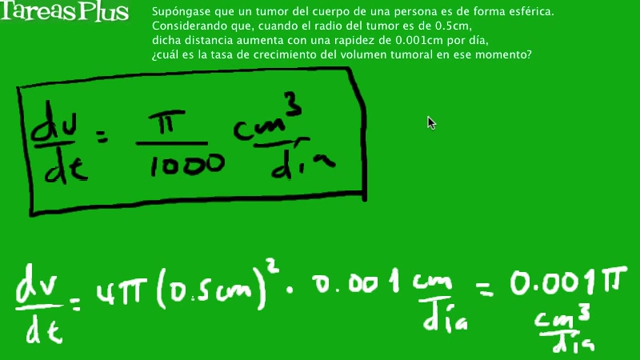 TareasPlus
Supóngase que un tumor del cuerpo de una persona es de forma esférica.
Considerando que, cuando el radio del tumor es de 0.5cm,
dicha distancia aumenta con una rapidez de 0.001cm por día,
¿cuál es la tasa de crecimiento del volumen tumoral en ese momento?
dv/dt = π/1000 cm³/día
dv/dt = 4π(0.5cm)² · 0.001 cm/día = 0.001π cm³/día